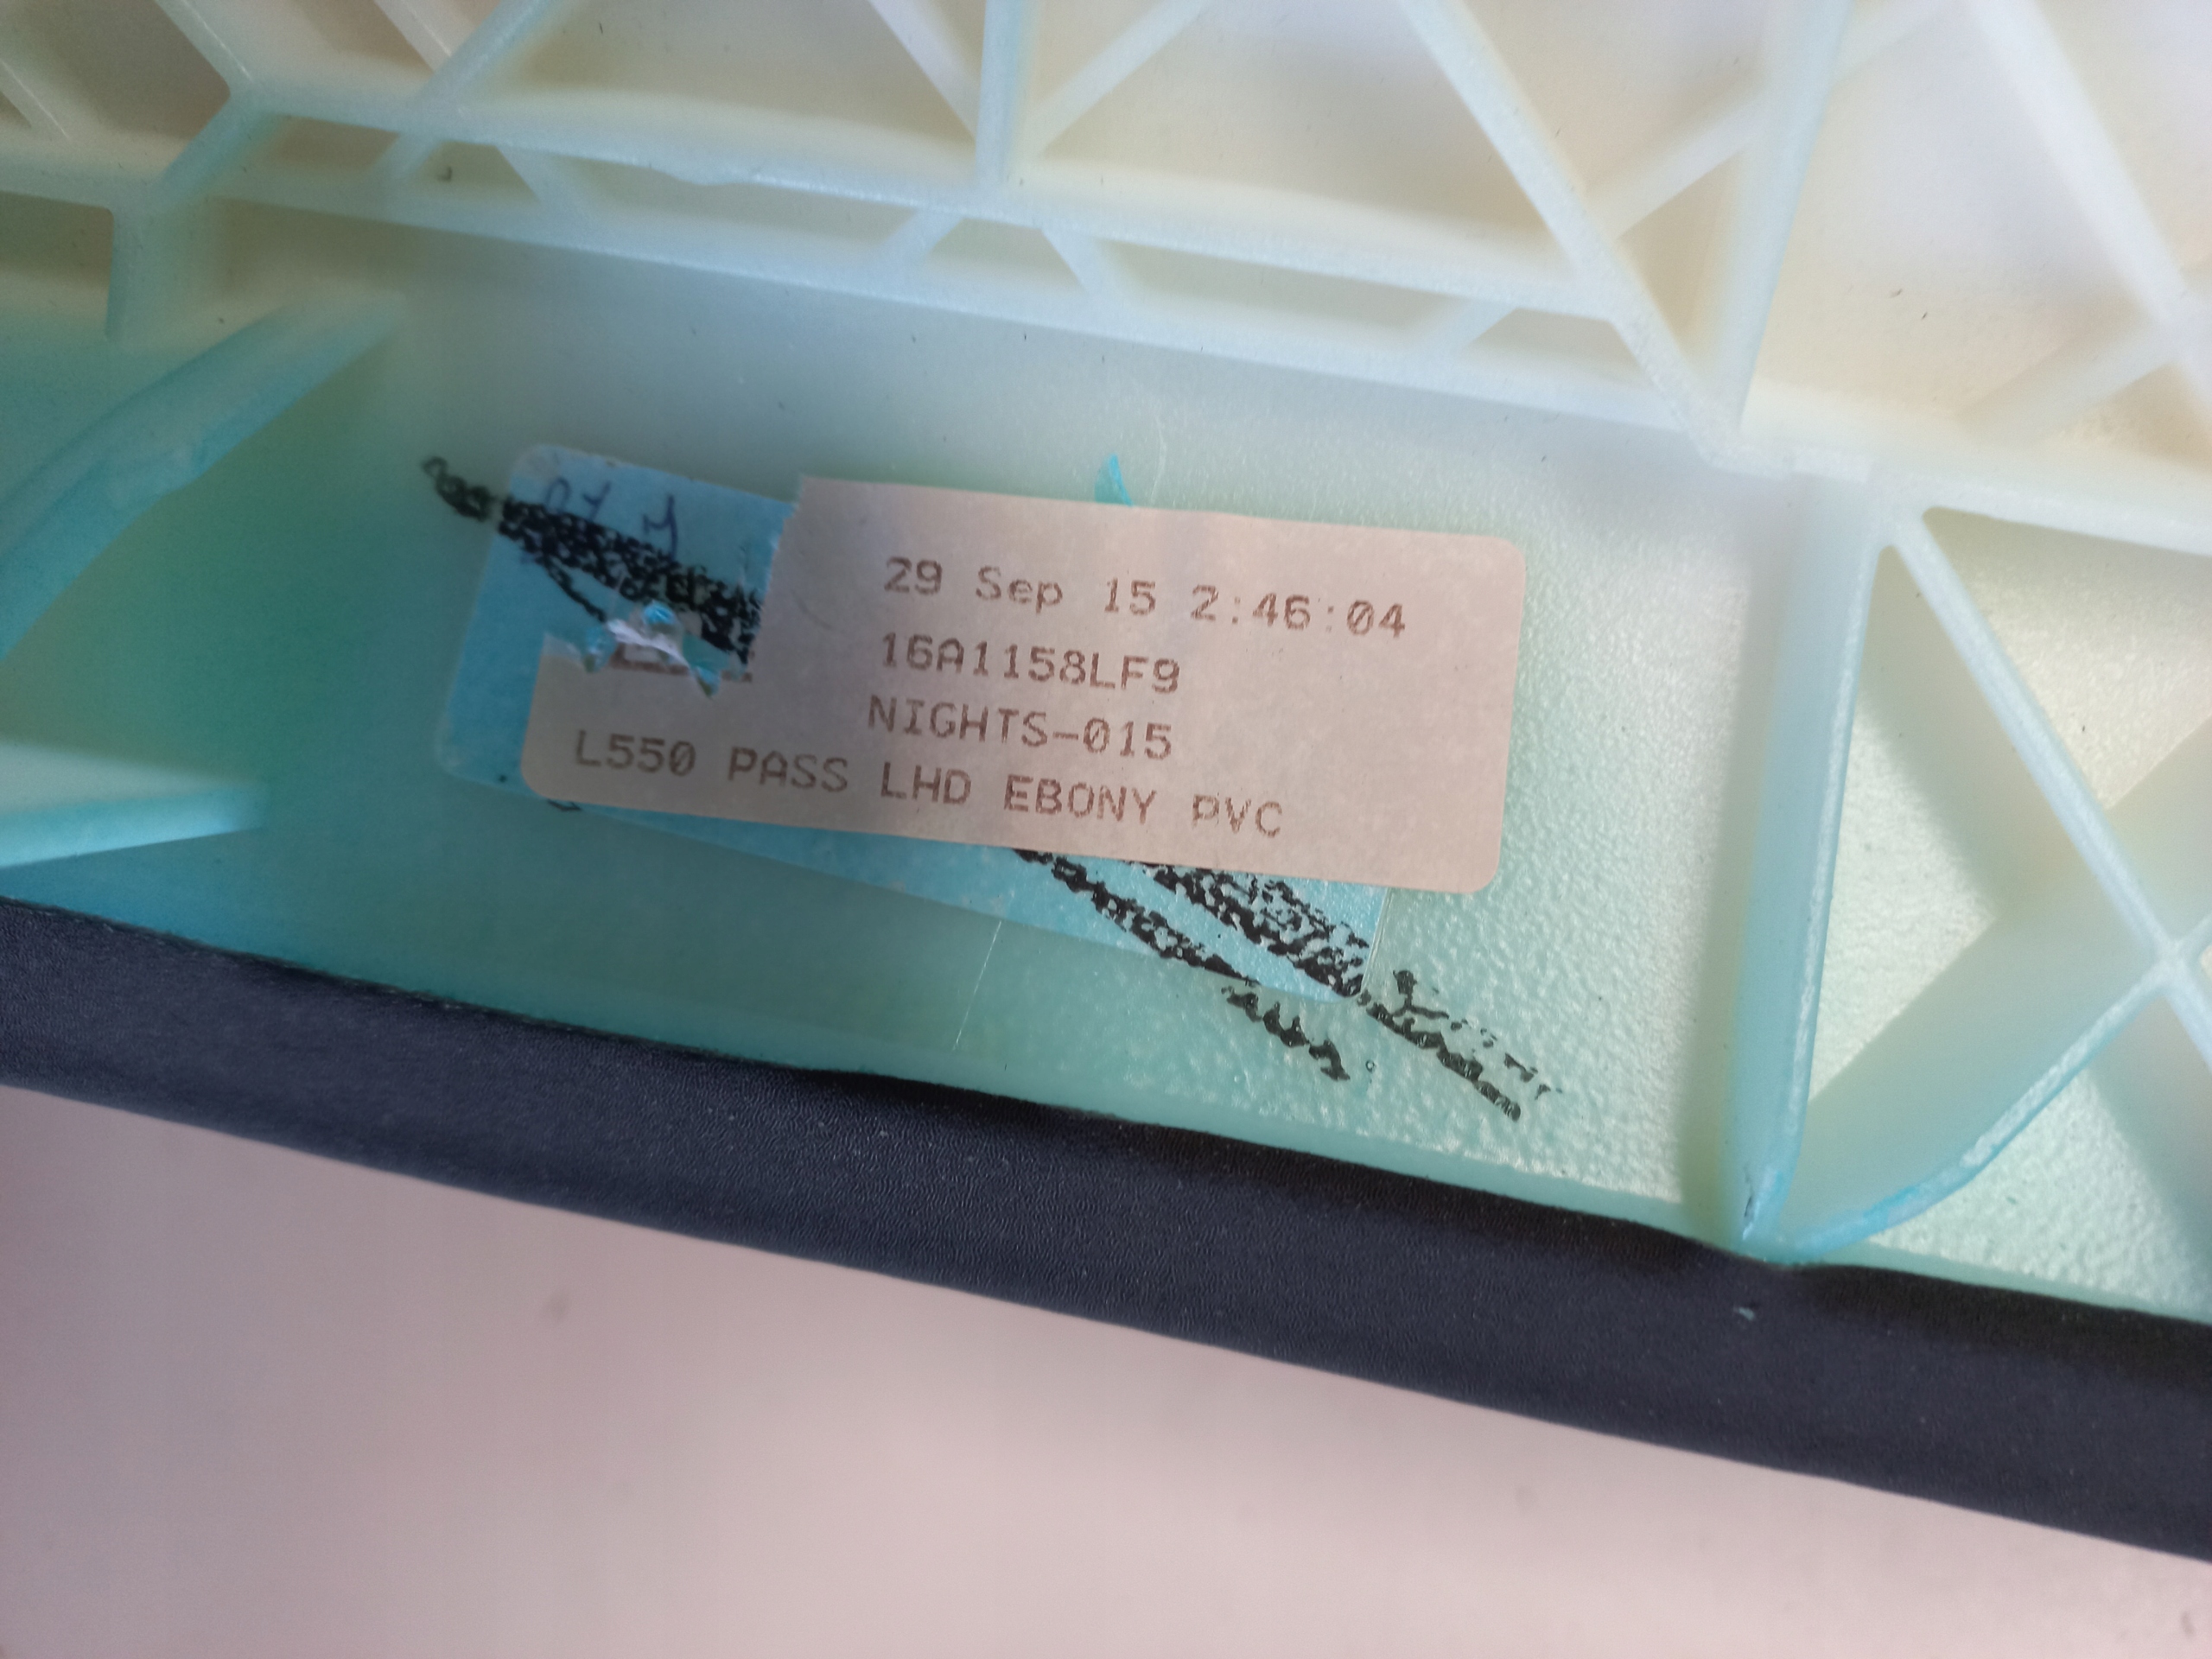 29 Sep 15 2:46:04
16A1158LF9
NIGHTS-015
L550 PASS LHD EBONY PVC